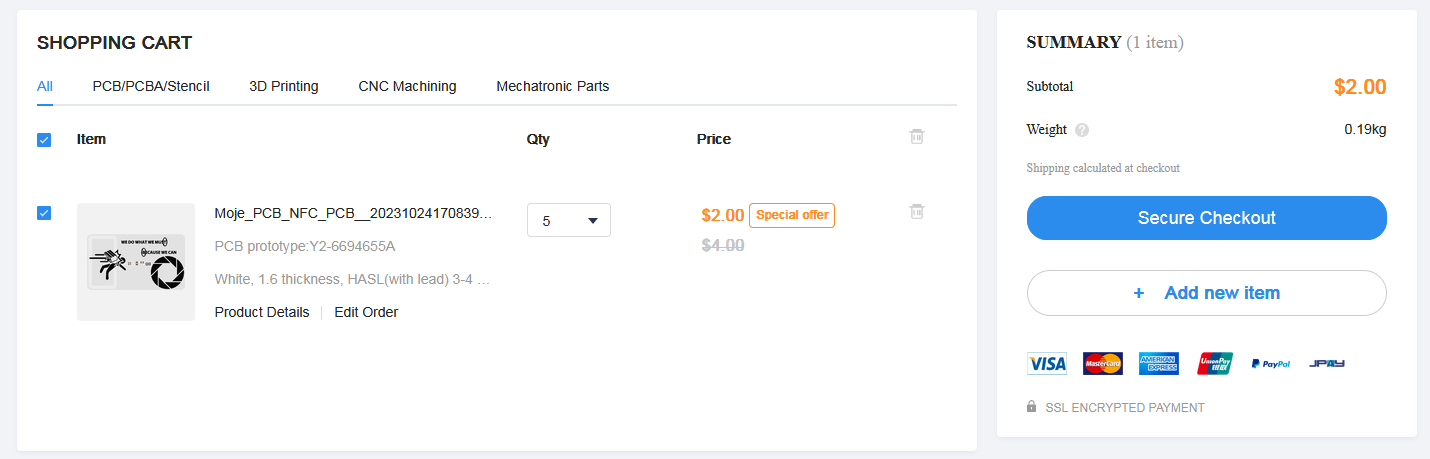 SHOPPING CART
All PCB/PCBA/Stencil 3D Printing CNC Machining Mechatronic Parts
Item Qty Price
WE DO WHAT WE MUST
BECAUSE WE CAN
Moje_PCB_NFC_PCB__20231024170839...
PCB prototype:Y2-6694655A
White, 1.6 thickness, HASL(with lead) 3-4 ...
Product Details | Edit Order
5
$2.00 Special offer
$4.00
SUMMARY (1 item)
Subtotal $2.00
Weight ? 0.19kg
Shipping calculated at checkout
Secure Checkout
+ Add new item
VISA MasterCard AMERICAN EXPRESS UnionPay 银联 PayPal JPAY
SSL ENCRYPTED PAYMENT